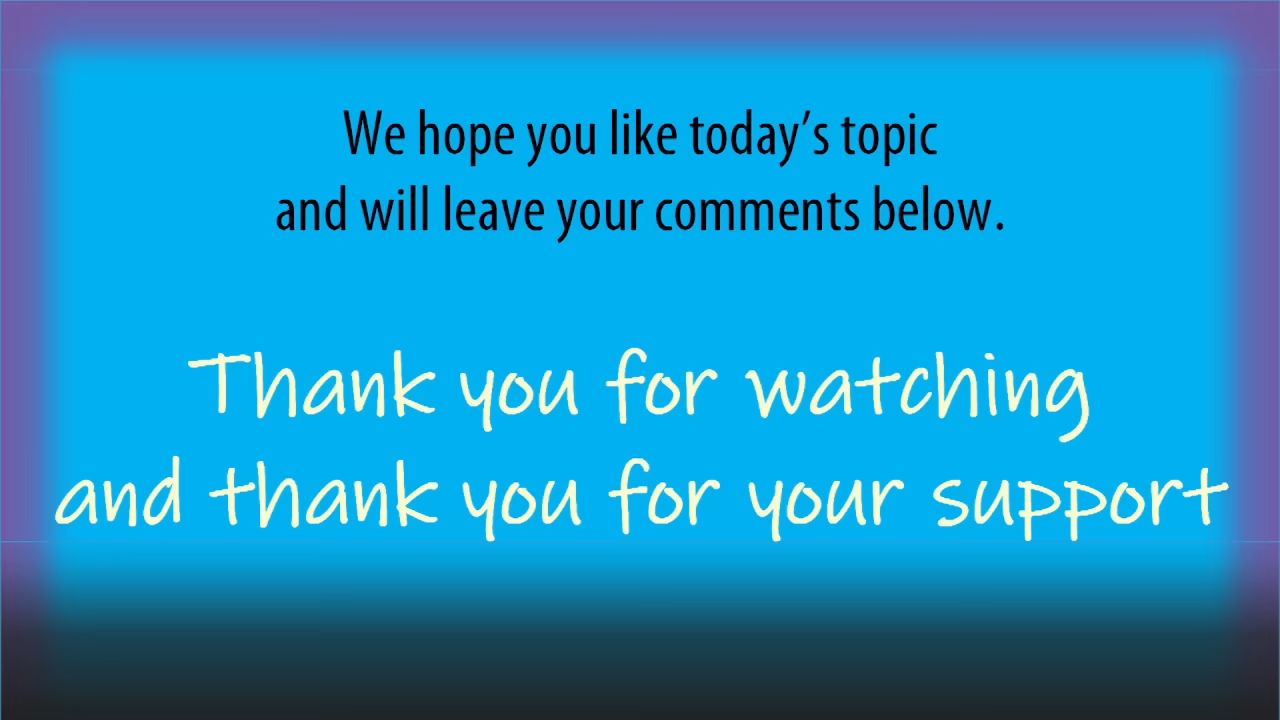 We hope you like today’s topic
and will leave your comments below.
Thank you for watching
and thank you for your support